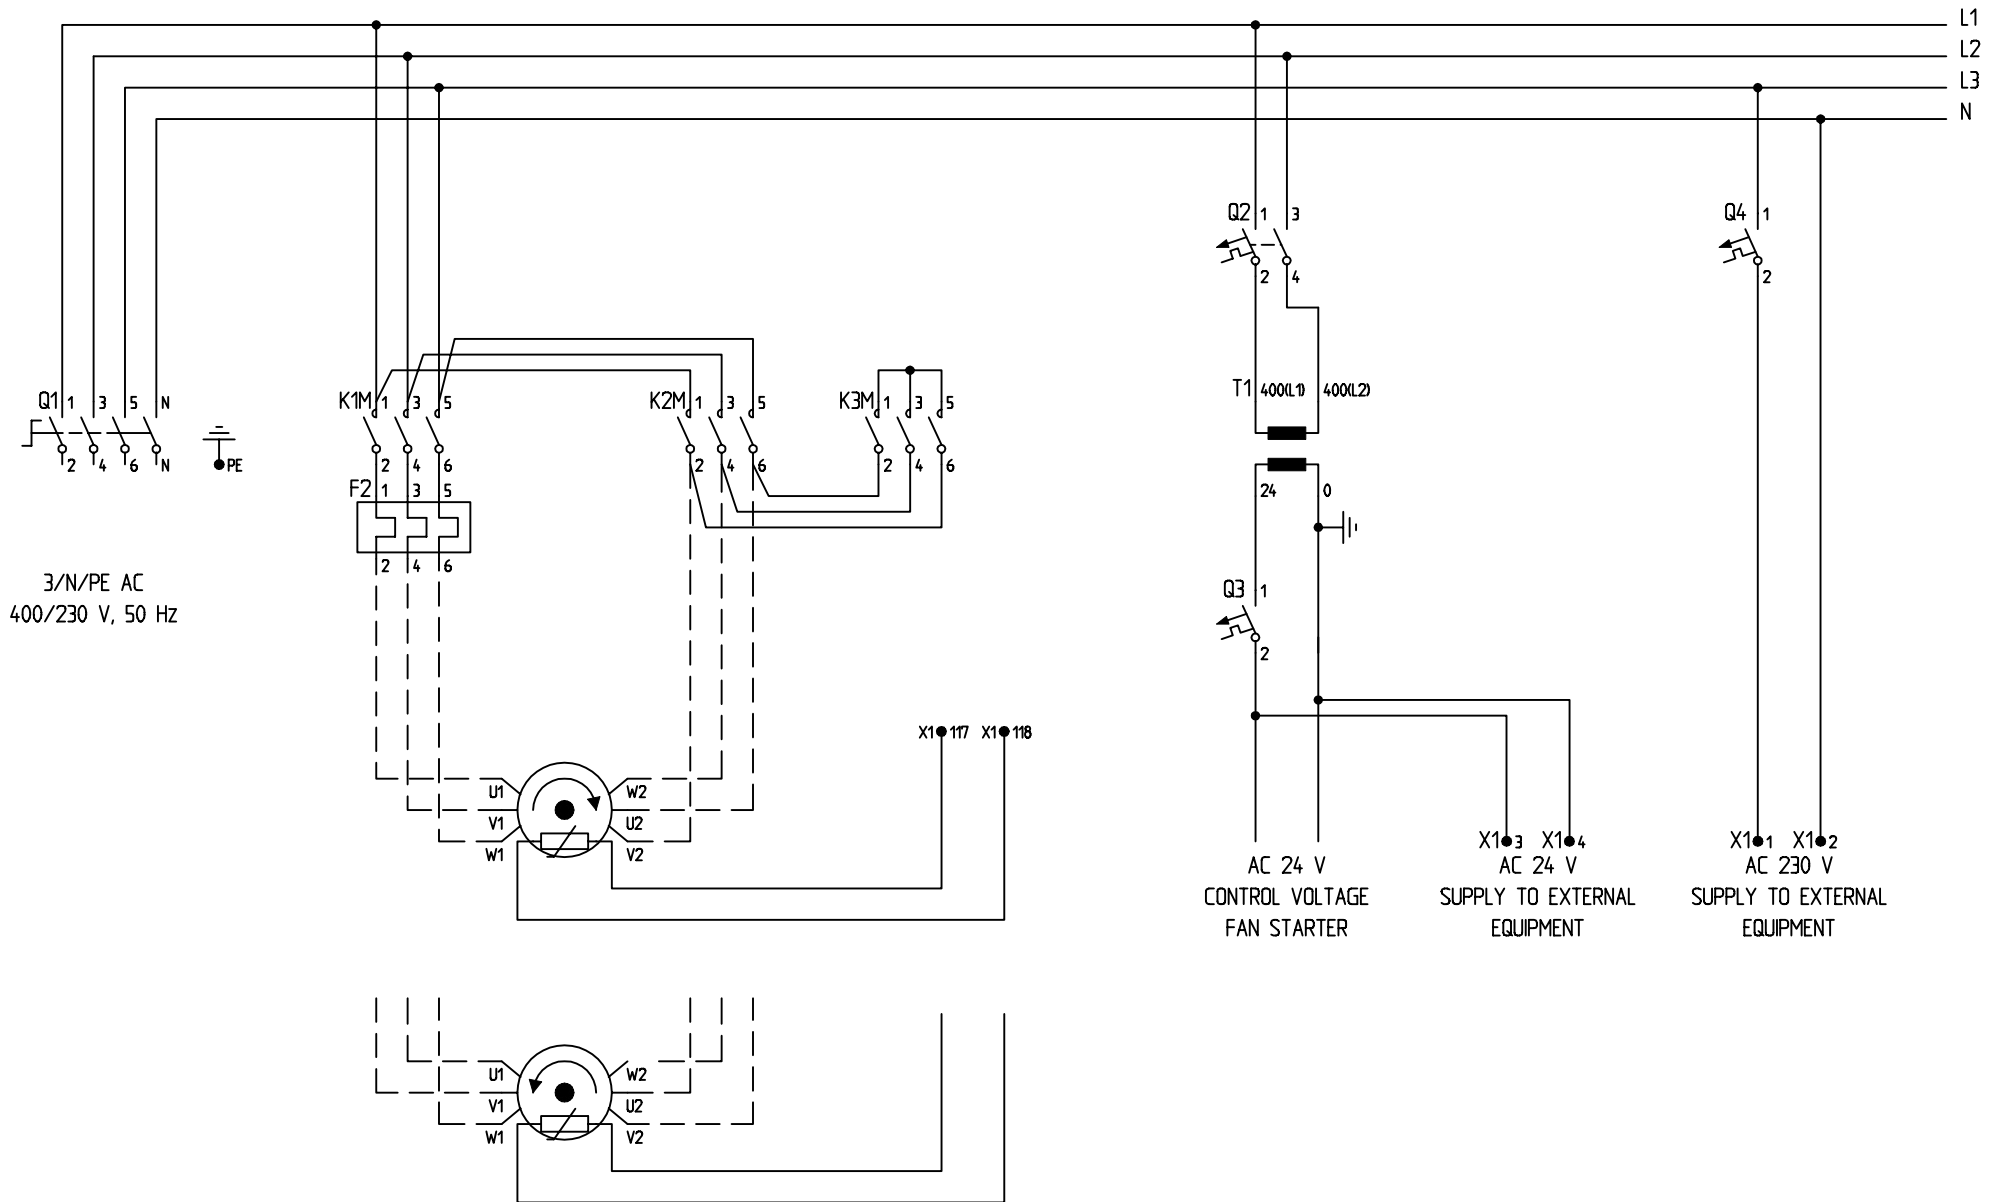 L1
L2
L3
N
Q2 1 3
Q4 1
2 4
2
Q1 1 3 5 N
K1M 1 3 5
K2M 1 3 5
K3M 1 3 5
T1 400(L1) 400(L2)
2 4 6 N
PE
2 4 6
2 4 6
2 4 6
F2 1 3 5
24 0
2 4 6
3/N/PE AC
400/230 V, 50 Hz
Q3 1
2
X1 117 X1 118
U1
V1
W1
W2
U2
V2
X1 3 X1 4
X1 1 X1 2
AC 24 V
CONTROL VOLTAGE
FAN STARTER
AC 24 V
SUPPLY TO EXTERNAL
EQUIPMENT
AC 230 V
SUPPLY TO EXTERNAL
EQUIPMENT
U1
V1
W1
W2
U2
V2